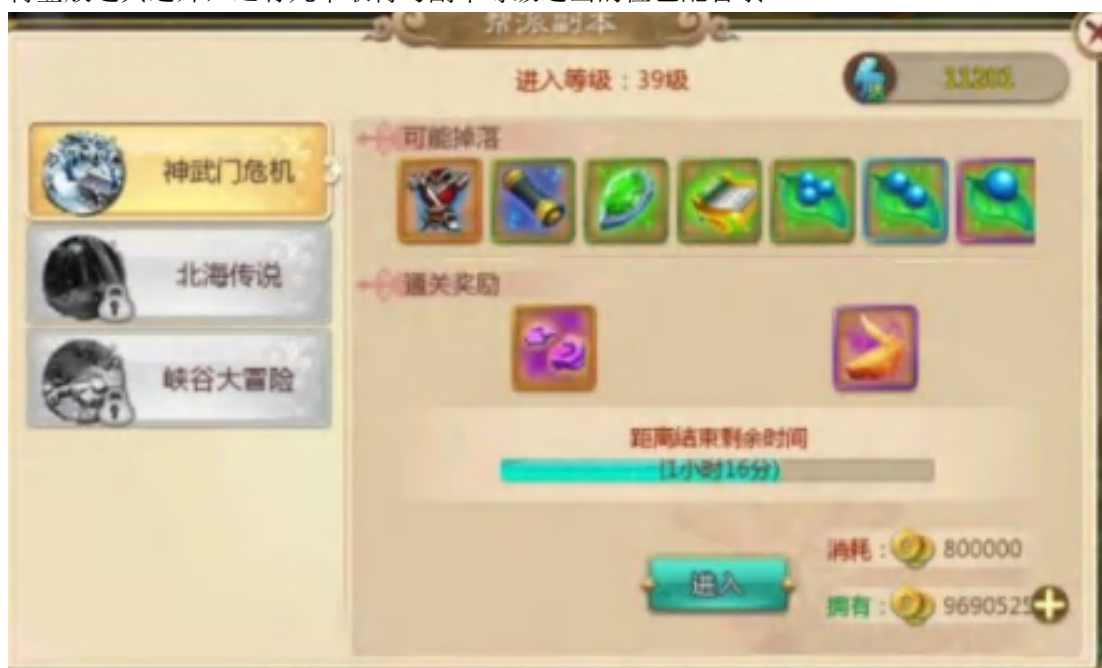 帮派副本
进入等级：39级
11201
神武门危机
可能掉落
北海传说
通关奖励
峡谷大冒险
距离结束剩余时间
(1小时16分)
消耗：800000
进入
拥有：9690525